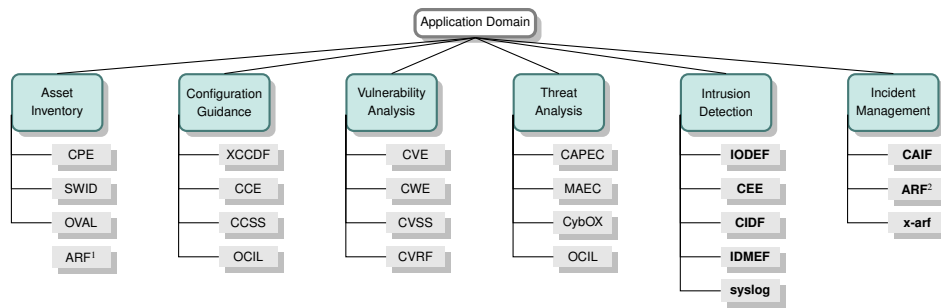 Application Domain
Asset
Inventory
Configuration
Guidance
Vulnerability
Analysis
Threat
Analysis
Intrusion
Detection
Incident
Management
CPE
SWID
OVAL
ARF¹
XCCDF
CCE
CCSS
OCIL
CVE
CWE
CVSS
CVRF
CAPEC
MAEC
CybOX
OCIL
IODEF
CEE
CIDF
IDMEF
syslog
CAIF
ARF²
x-arf